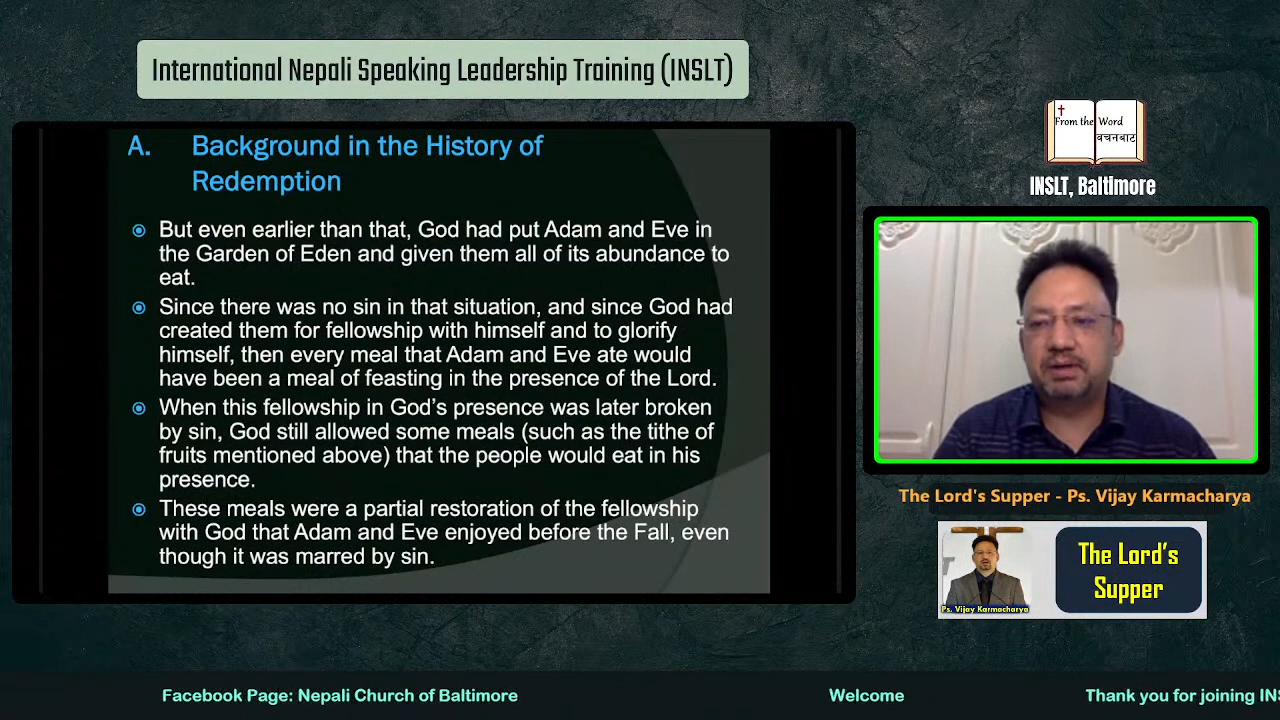 International Nepali Speaking Leadership Training (INSLT)
A. Background in the History of
Redemption
But even earlier than that, God had put Adam and Eve in
the Garden of Eden and given them all of its abundance to
eat.
Since there was no sin in that situation, and since God had
created them for fellowship with himself and to glorify
himself, then every meal that Adam and Eve ate would
have been a meal of feasting in the presence of the Lord.
When this fellowship in God’s presence was later broken
by sin, God still allowed some meals (such as the tithe of
fruits mentioned above) that the people would eat in his
presence.
These meals were a partial restoration of the fellowship
with God that Adam and Eve enjoyed before the Fall, even
though it was marred by sin.
From the Word
वचनबाट
INSLT, Baltimore
The Lord's Supper - Ps. Vijay Karmacharya
The Lord’s
Supper
Ps. Vijay Karmacharya
Facebook Page: Nepali Church of Baltimore
Welcome
Thank you for joining INS